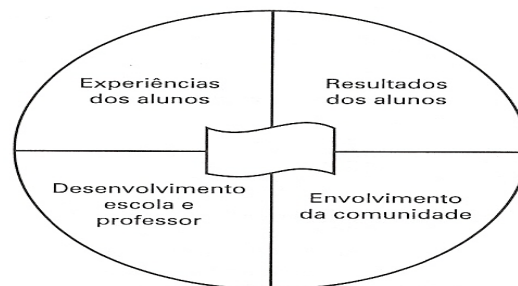 Experiências
dos alunos
Resultados
dos alunos
Desenvolvimento
escola e
professor
Envolvimento
da comunidade